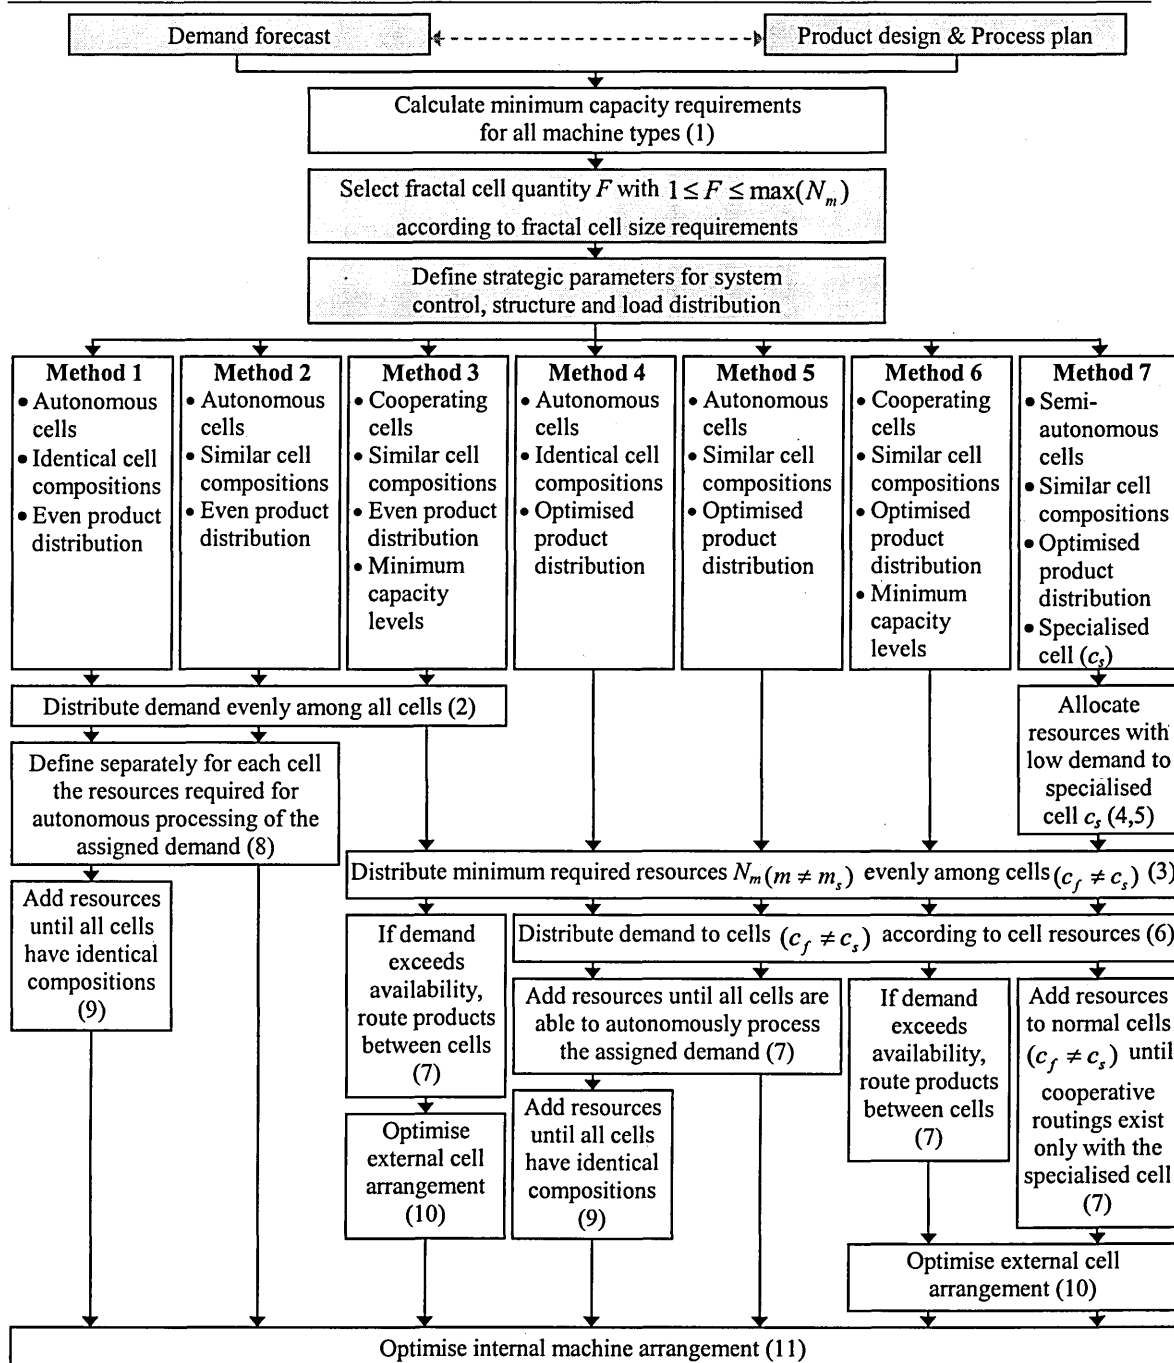 Demand forecast
Product design & Process plan
Calculate minimum capacity requirements
for all machine types (1)
Select fractal cell quantity F with 1 ≤ F ≤ max(N_m)
according to fractal cell size requirements
Define strategic parameters for system
control, structure and load distribution
Method 1
• Autonomous
cells
• Identical cell
compositions
• Even product
distribution
Method 2
• Autonomous
cells
• Similar cell
compositions
• Even product
distribution
Method 3
• Cooperating
cells
• Similar cell
compositions
• Even product
distribution
• Minimum
capacity
levels
Method 4
• Autonomous
cells
• Identical cell
compositions
• Optimised
product
distribution
Method 5
• Autonomous
cells
• Similar cell
compositions
• Optimised
product
distribution
Method 6
• Cooperating
cells
• Similar cell
compositions
• Optimised
product
distribution
• Minimum
capacity
levels
Method 7
• Semi-
autonomous
cells
• Similar cell
compositions
• Optimised
product
distribution
• Specialised
cell (c_s)
Distribute demand evenly among all cells (2)
Allocate
resources with
low demand to
specialised
cell c_s (4,5)
Define separately for each cell
the resources required for
autonomous processing of the
assigned demand (8)
Distribute minimum required resources N_m (m ≠ m_s) evenly among cells (c_f ≠ c_s) (3)
Add resources
until all cells
have identical
compositions
(9)
If demand
exceeds
availability,
route products
between cells
(7)
Distribute demand to cells (c_f ≠ c_s) according to cell resources (6)
Add resources until all cells are
able to autonomously process
the assigned demand (7)
If demand
exceeds
availability,
route products
between cells
(7)
Add resources
to normal cells
(c_f ≠ c_s) until
cooperative
routings exist
only with the
specialised cell
(7)
Optimise
external cell
arrangement
(10)
Add resources
until all cells
have identical
compositions
(9)
Optimise external cell
arrangement (10)
Optimise internal machine arrangement (11)